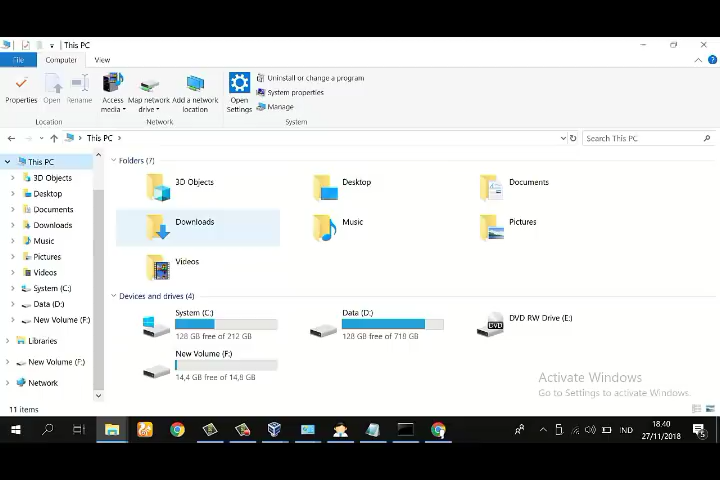 This PC
File Computer View
Properties Open Rename Access media Map network drive Add a network location Open Settings Uninstall or change a program
System properties
Manage
Location Network System
This PC Search This PC
This PC
3D Objects
Desktop
Documents
Downloads
Music
Pictures
Videos
System (C:)
Data (D:)
New Volume (F:)
Libraries
New Volume (F:)
Network
Folders (7)
3D Objects Desktop Documents
Downloads Music Pictures
Videos
Devices and drives (4)
System (C:)
128 GB free of 212 GB
Data (D:)
128 GB free of 718 GB
DVD RW Drive (E:)
DVD
New Volume (F:)
14,4 GB free of 14,8 GB
Activate Windows
Go to Settings to activate Windows.
11 items
IND
18.40
27/11/2018
5